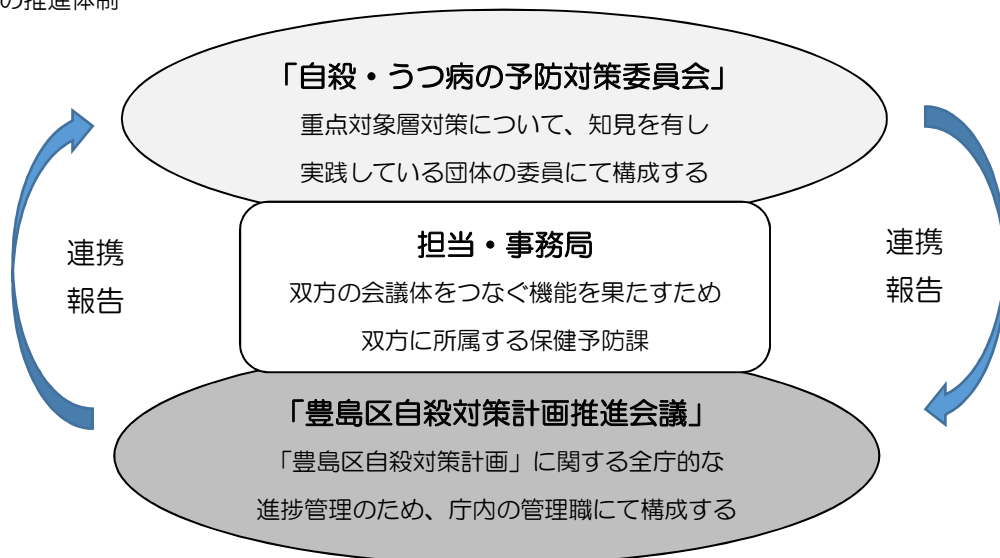 の推進体制
「自殺・うつ病の予防対策委員会」
重点対象層対策について、知見を有し
実践している団体の委員にて構成する
担当・事務局
双方の会議体をつなぐ機能を果たすため
双方に所属する保健予防課
連携
報告
連携
報告
「豊島区自殺対策計画推進会議」
「豊島区自殺対策計画」に関する全庁的な
進捗管理のため、庁内の管理職にて構成する